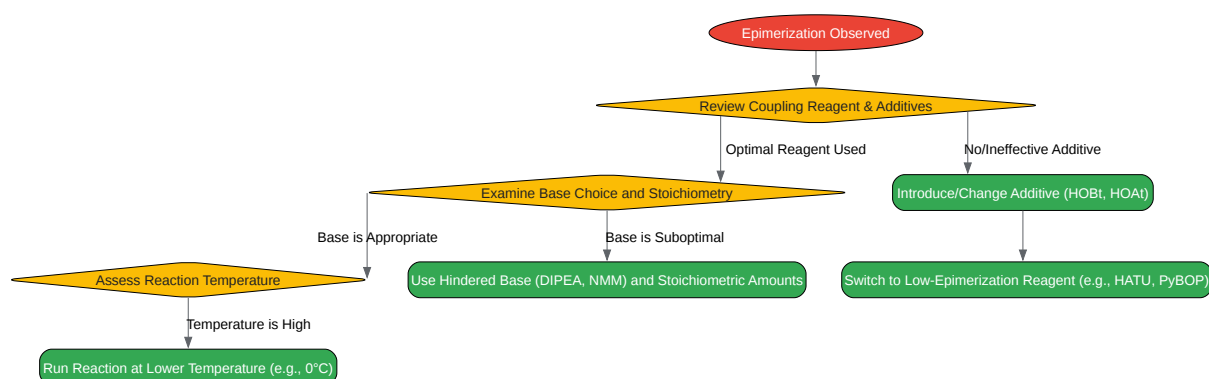 Epimerization Observed
Review Coupling Reagent & Additives
Optimal Reagent Used
No/Ineffective Additive
Examine Base Choice and Stoichiometry
Introduce/Change Additive (HOBt, HOAt)
Base is Appropriate
Base is Suboptimal
Assess Reaction Temperature
Use Hindered Base (DIPEA, NMM) and Stoichiometric Amounts
Switch to Low-Epimerization Reagent (e.g., HATU, PyBOP)
Temperature is High
Run Reaction at Lower Temperature (e.g., 0°C)